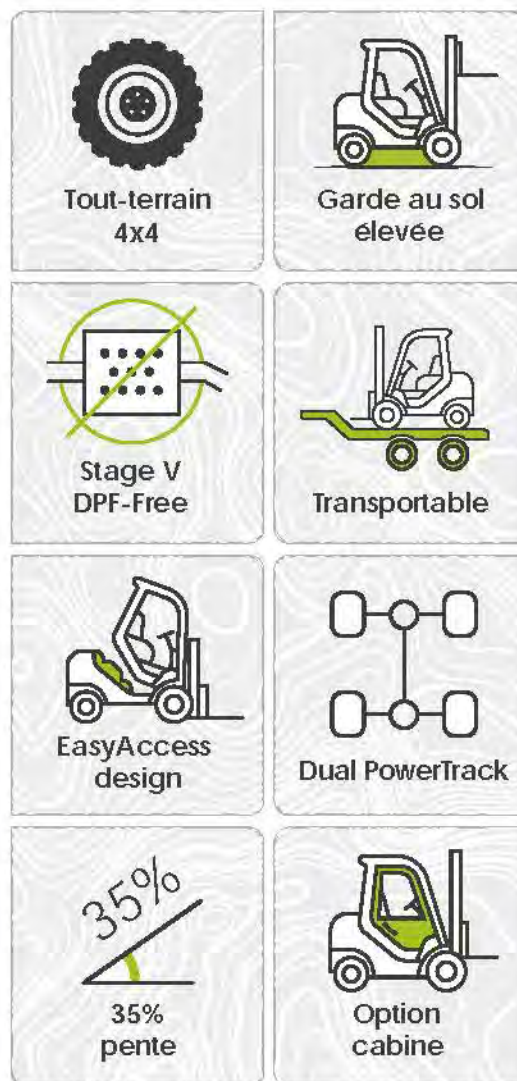 Tout-terrain
4x4
Garde au sol
élevée
Stage V
DPF-Free
Transportable
EasyAccess
design
Dual PowerTrack
35%
35%
pente
Option
cabine